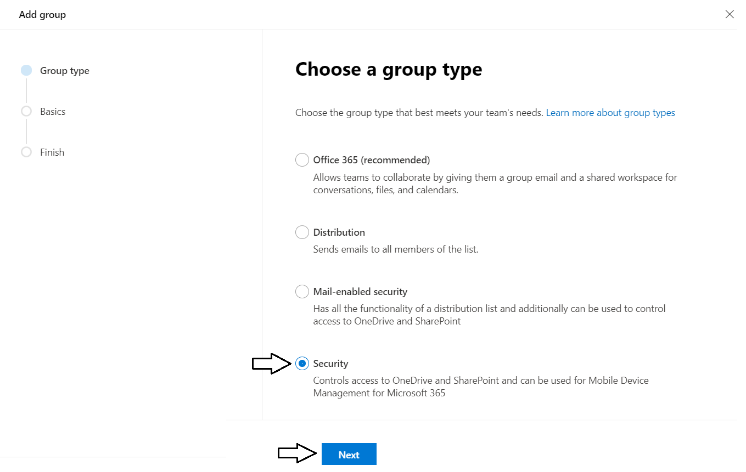 Add group
Group type
Basics
Finish
Choose a group type
Choose the group type that best meets your team's needs. Learn more about group types
Office 365 (recommended)
Allows teams to collaborate by giving them a group email and a shared workspace for
conversations, files, and calendars.
Distribution
Sends emails to all members of the list.
Mail-enabled security
Has all the functionality of a distribution list and additionally can be used to control
access to OneDrive and SharePoint
Security
Controls access to OneDrive and SharePoint and can be used for Mobile Device
Management for Microsoft 365
Next